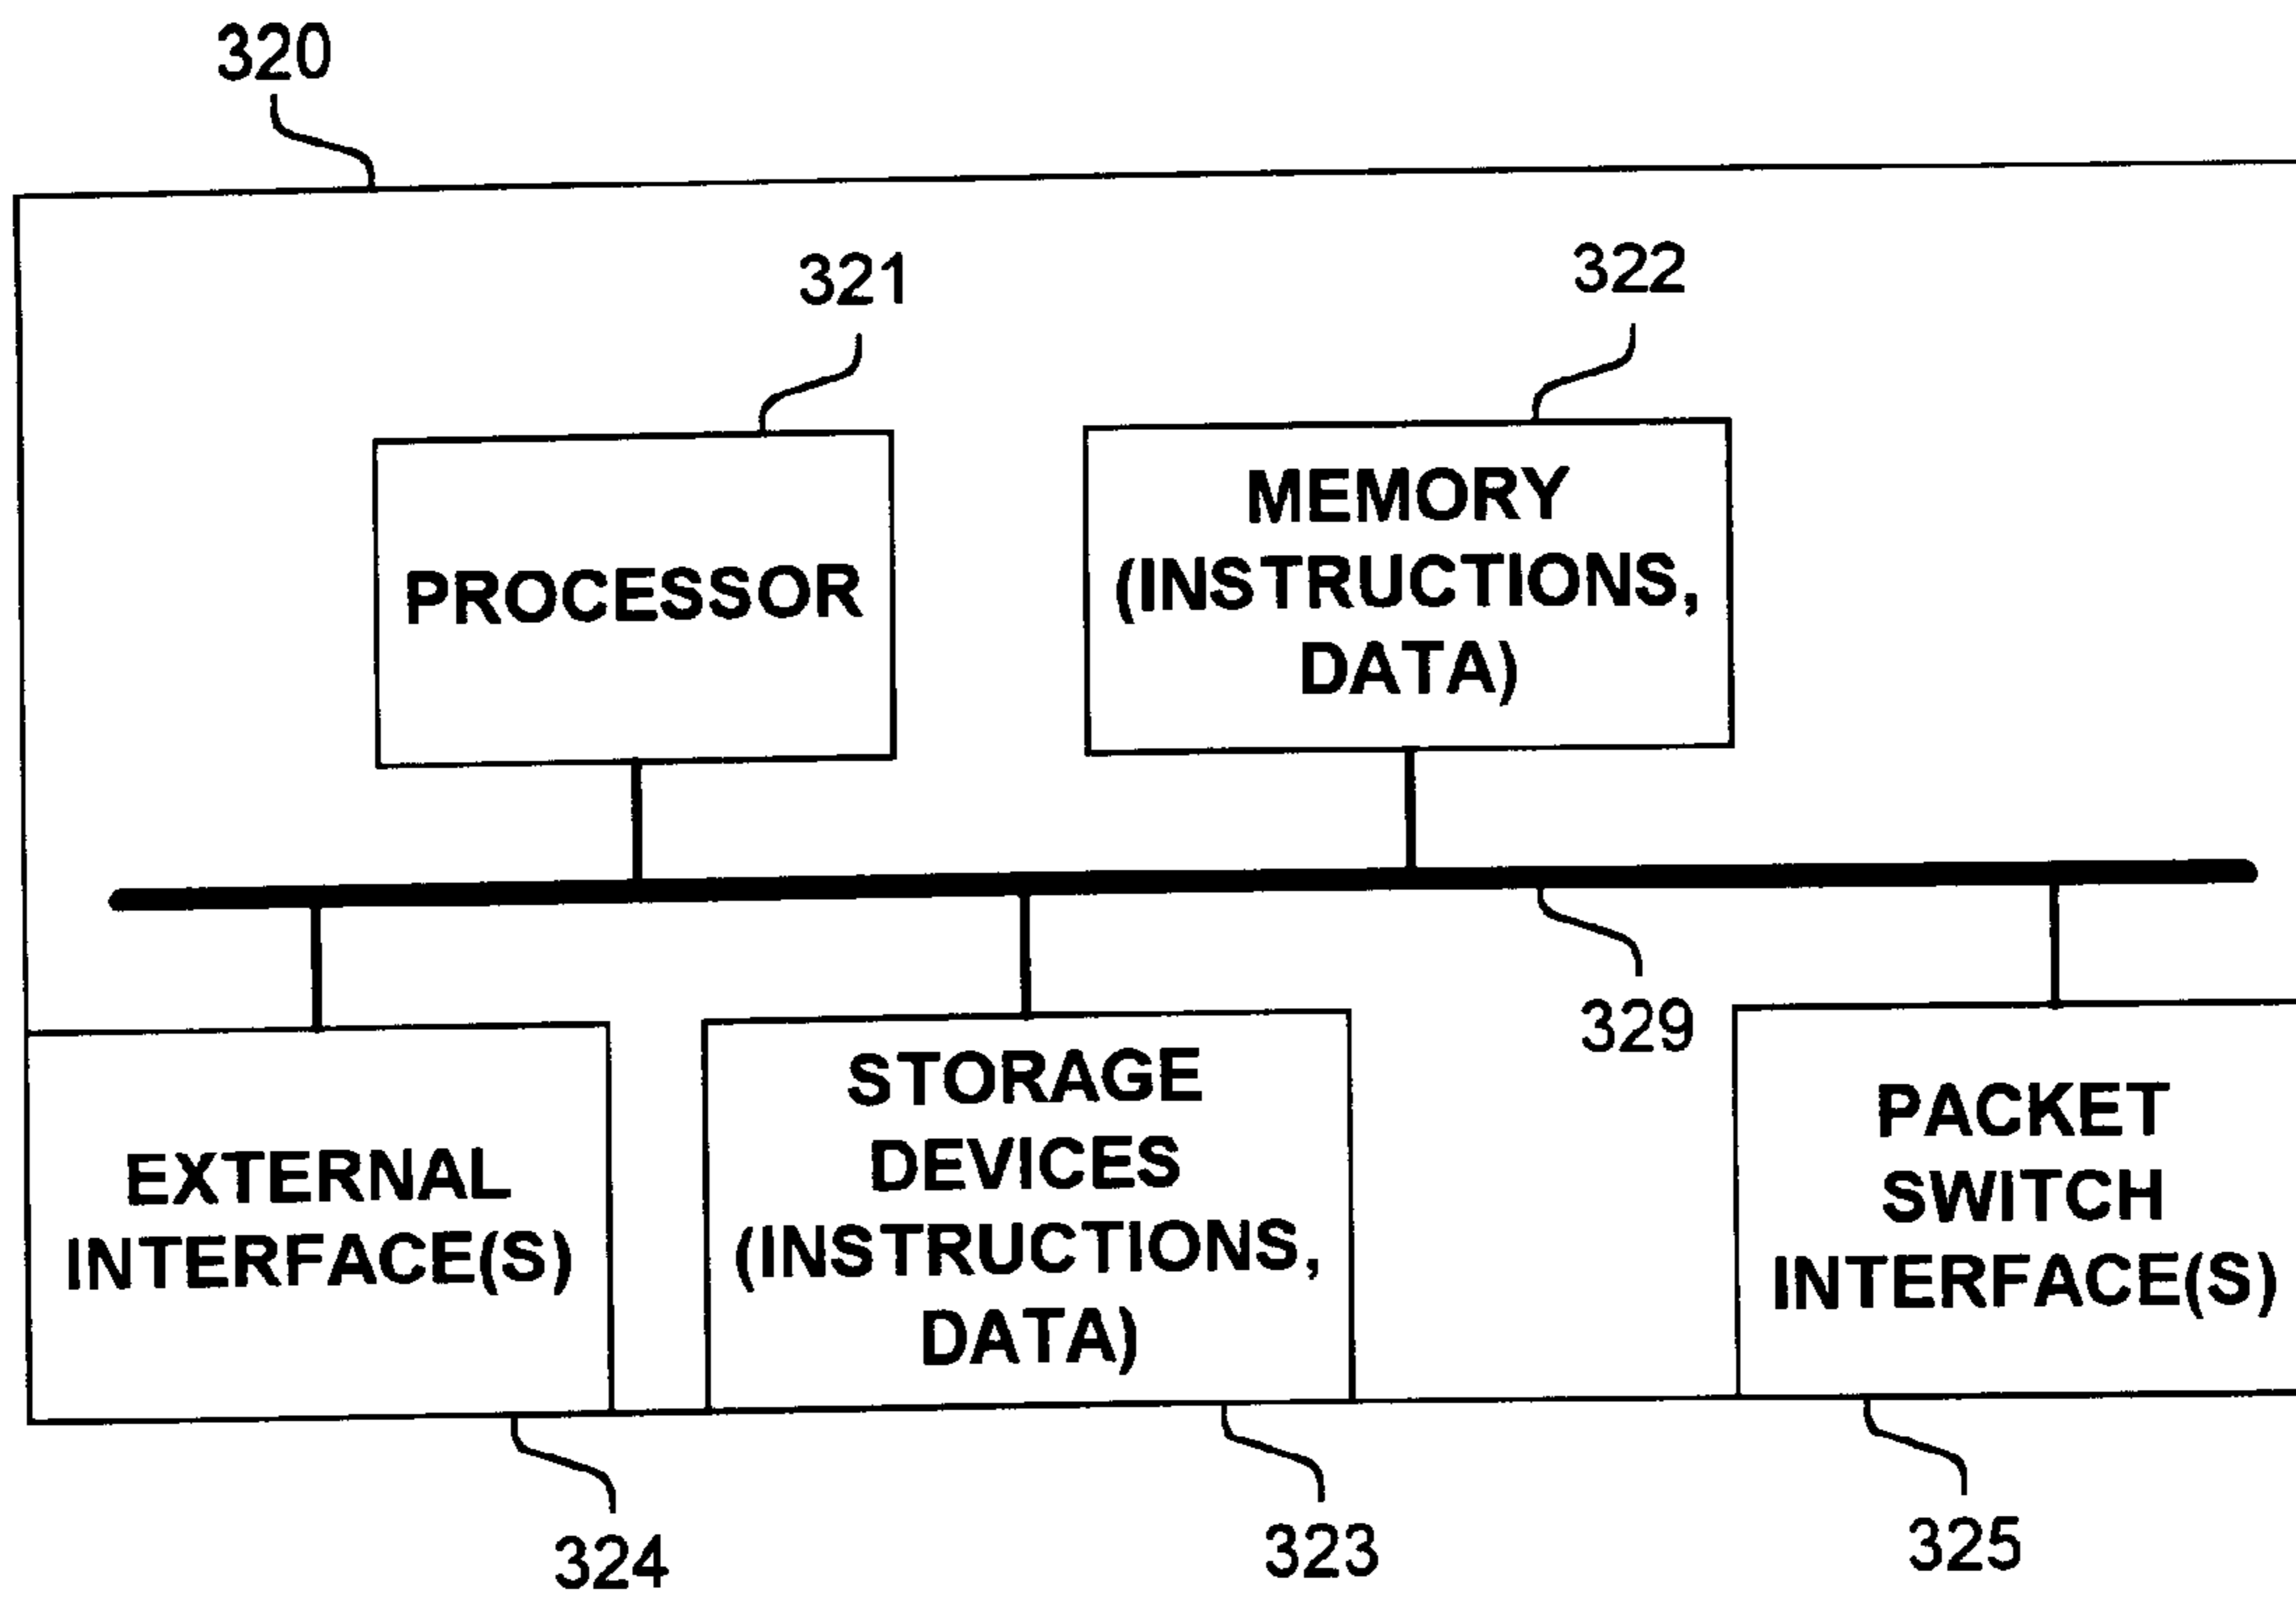 320
321
322
PROCESSOR
MEMORY
(INSTRUCTIONS,
DATA)
329
EXTERNAL
INTERFACE(S)
STORAGE
DEVICES
(INSTRUCTIONS,
DATA)
PACKET
SWITCH
INTERFACE(S)
324
323
325